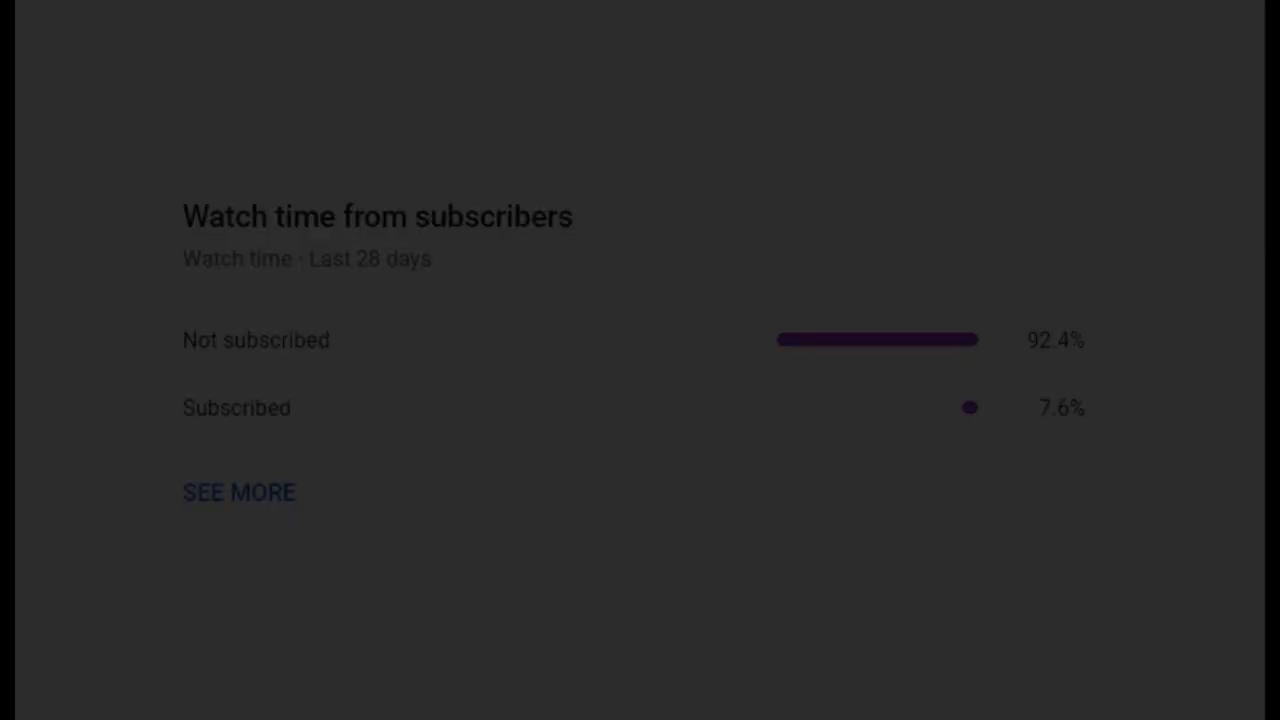 Watch time from subscribers
Watch time · Last 28 days
Not subscribed 92.4%
Subscribed 7.6%
SEE MORE